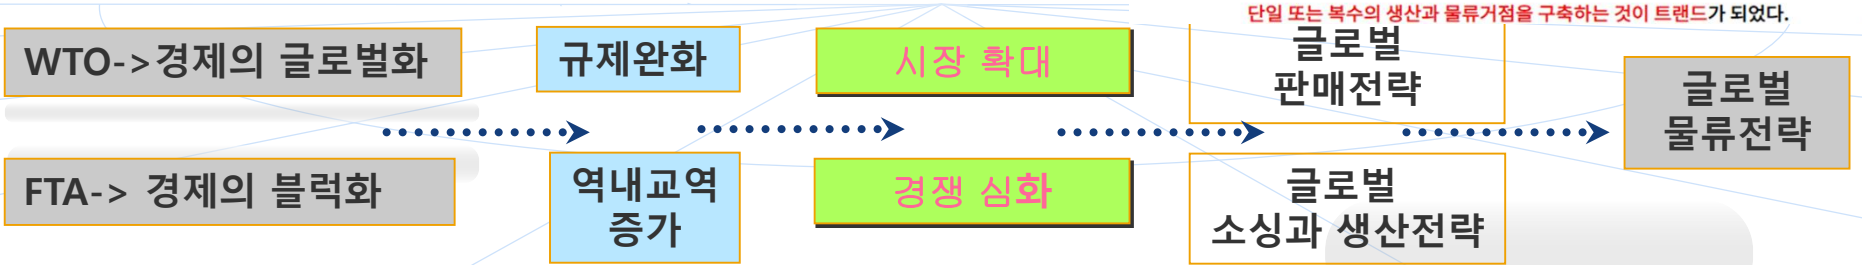 단일 또는 복수의 생산과 물류거점을 구축하는 것이 트랜드가 되었다.
WTO->경제의 글로벌화
규제완화
시장 확대
글로벌
판매전략
글로벌
물류전략
FTA-> 경제의 블럭화
역내교역
증가
경쟁 심화
글로벌
소싱과 생산전략